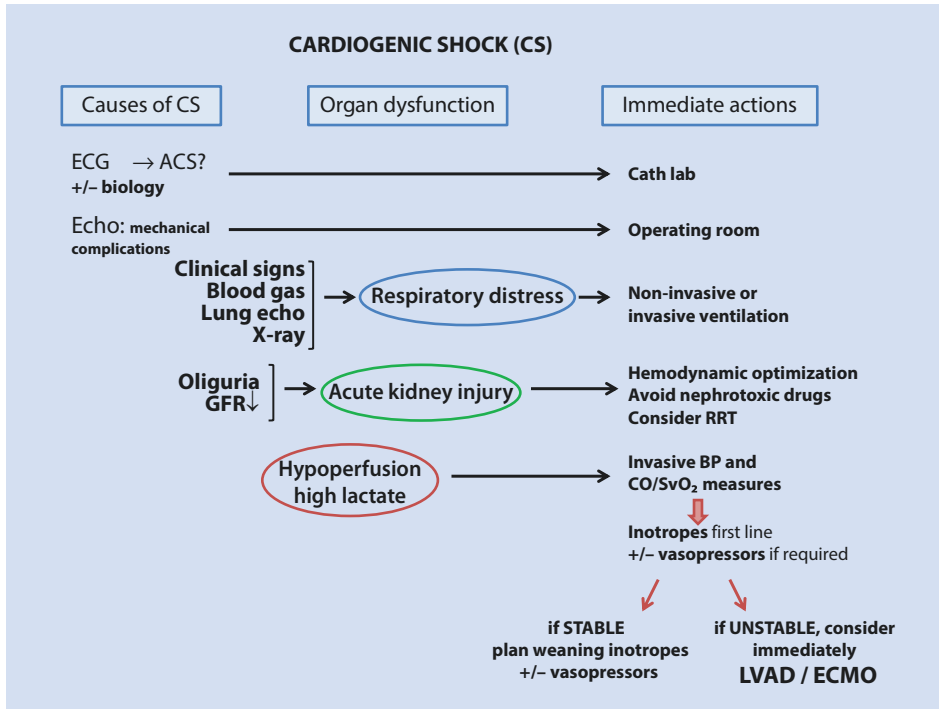 CARDIOGENIC SHOCK (CS)
Causes of CS
Organ dysfunction
Immediate actions
ECG → ACS?
+/– biology
Cath lab
Echo: mechanical
complications
Operating room
Clinical signs
Blood gas
Lung echo
X-ray
Respiratory distress
Non-invasive or
invasive ventilation
Oliguria
GFR↓
Acute kidney injury
Hemodynamic optimization
Avoid nephrotoxic drugs
Consider RRT
Hypoperfusion
high lactate
Invasive BP and
CO/SvO₂ measures
Inotropes first line
+/– vasopressors if required
if STABLE
plan weaning inotropes
+/– vasopressors
if UNSTABLE, consider
immediately
LVAD / ECMO